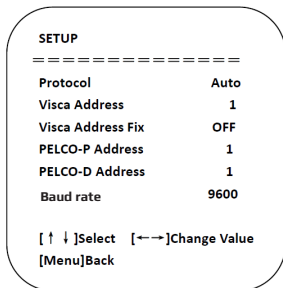 SETUP
==============
Protocol Auto
Visca Address 1
Visca Address Fix OFF
PELCO-P Address 1
PELCO-D Address 1
Baud rate 9600
[↑ ↓]Select [←→]Change Value
[Menu]Back